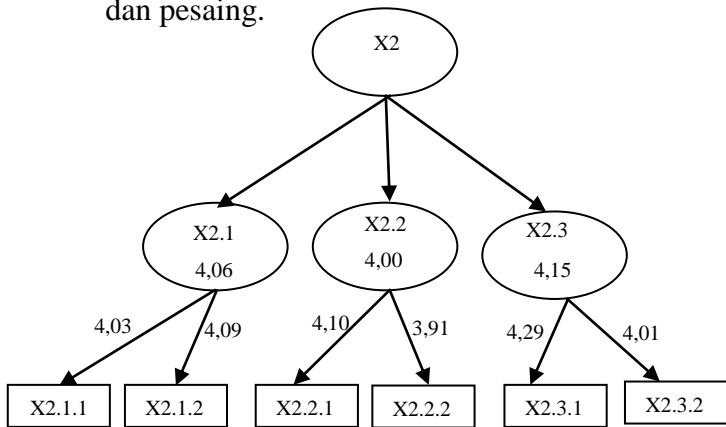 dan pesaing.
X2
X2.1
4,06
X2.2
4,00
X2.3
4,15
4,03
4,09
4,10
3,91
4,29
4,01
X2.1.1
X2.1.2
X2.2.1
X2.2.2
X2.3.1
X2.3.2